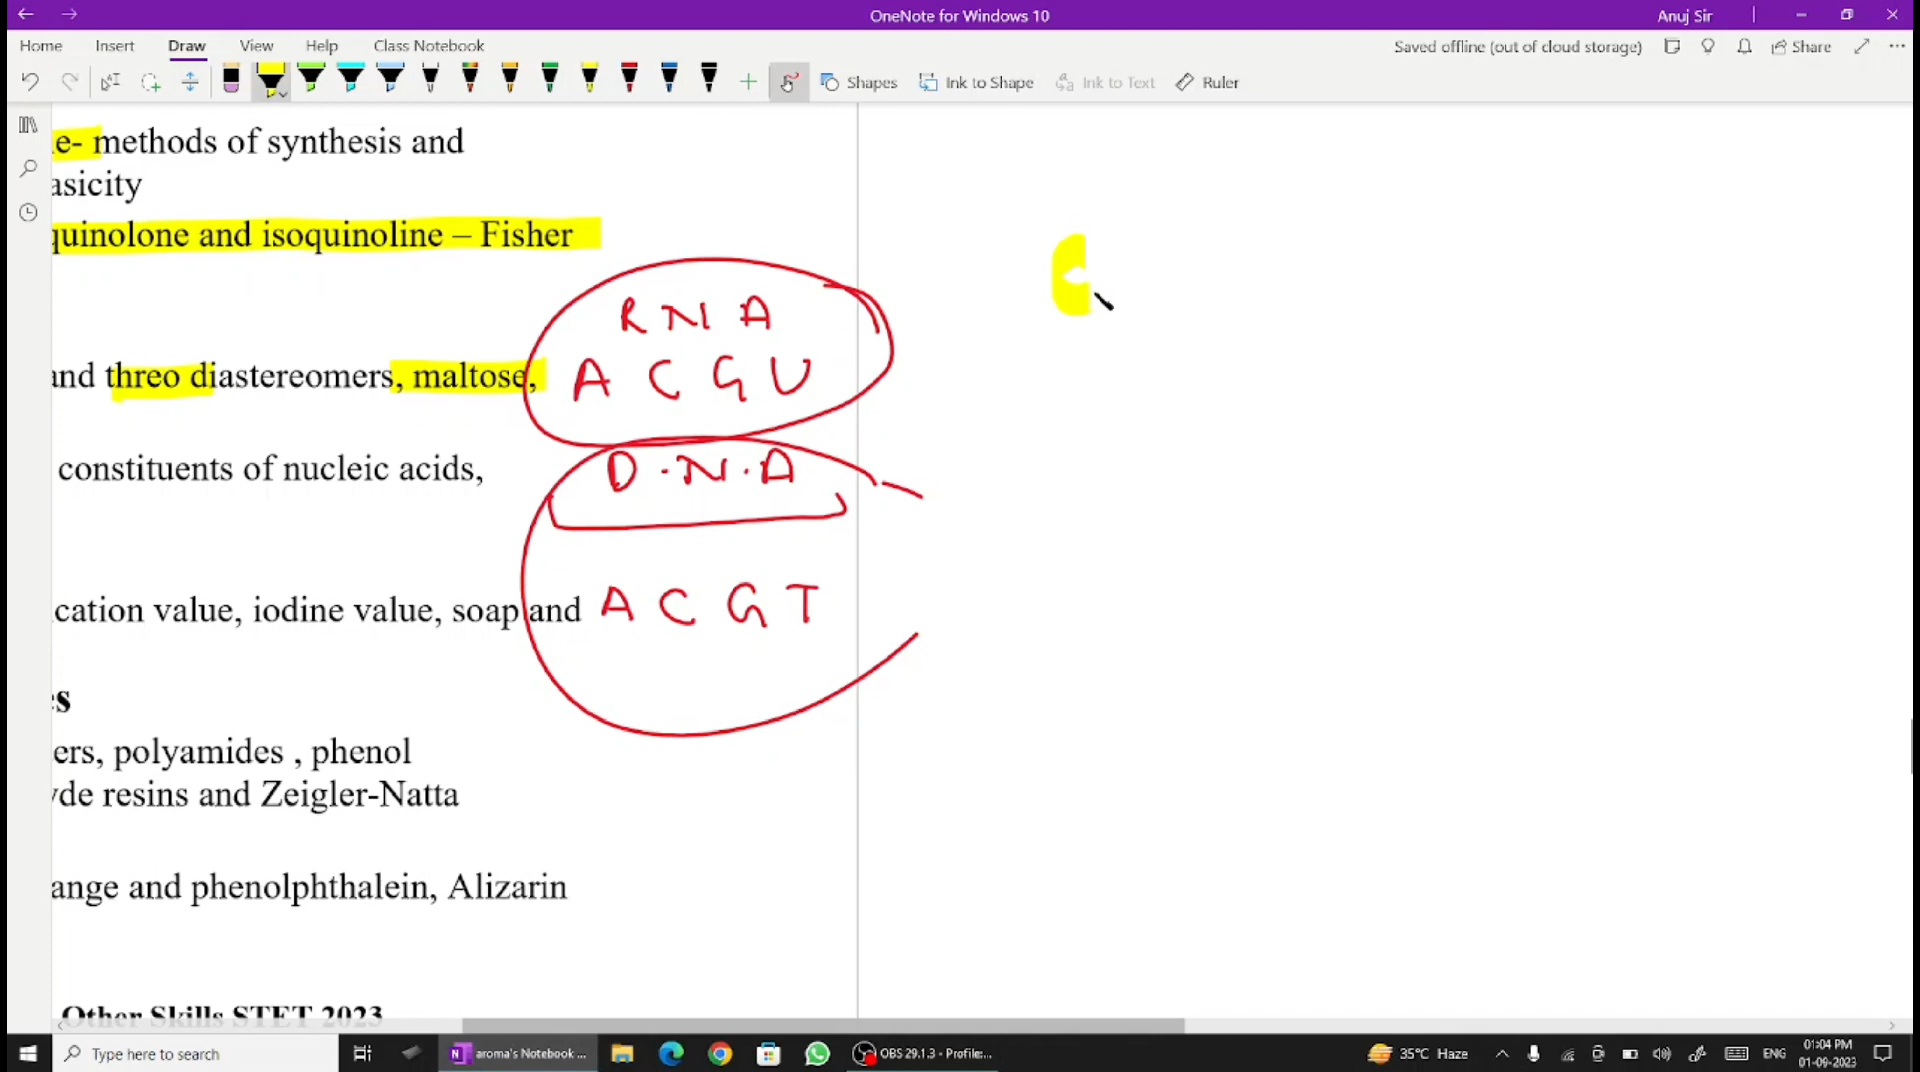 OneNote for Windows 10
Anuj Sir
Home Insert Draw View Help Class Notebook
Saved offline (out of cloud storage) Share
Shapes Ink to Shape Ink to Text Ruler
e- methods of synthesis and
asicity
quinolone and isoquinoline – Fisher
RNA
and threo diastereomers, maltose, A C G U
constituents of nucleic acids, D.N.A
cation value, iodine value, soap and A C G T
es
ers, polyamides , phenol
yde resins and Zeigler-Natta
ange and phenolphthalein, Alizarin
Other Skills STET 2023
Type here to search
aroma's Notebook ...
OBS 29.1.3 - Profile:...
35°C Haze
ENG
01:04 PM
01-09-2023